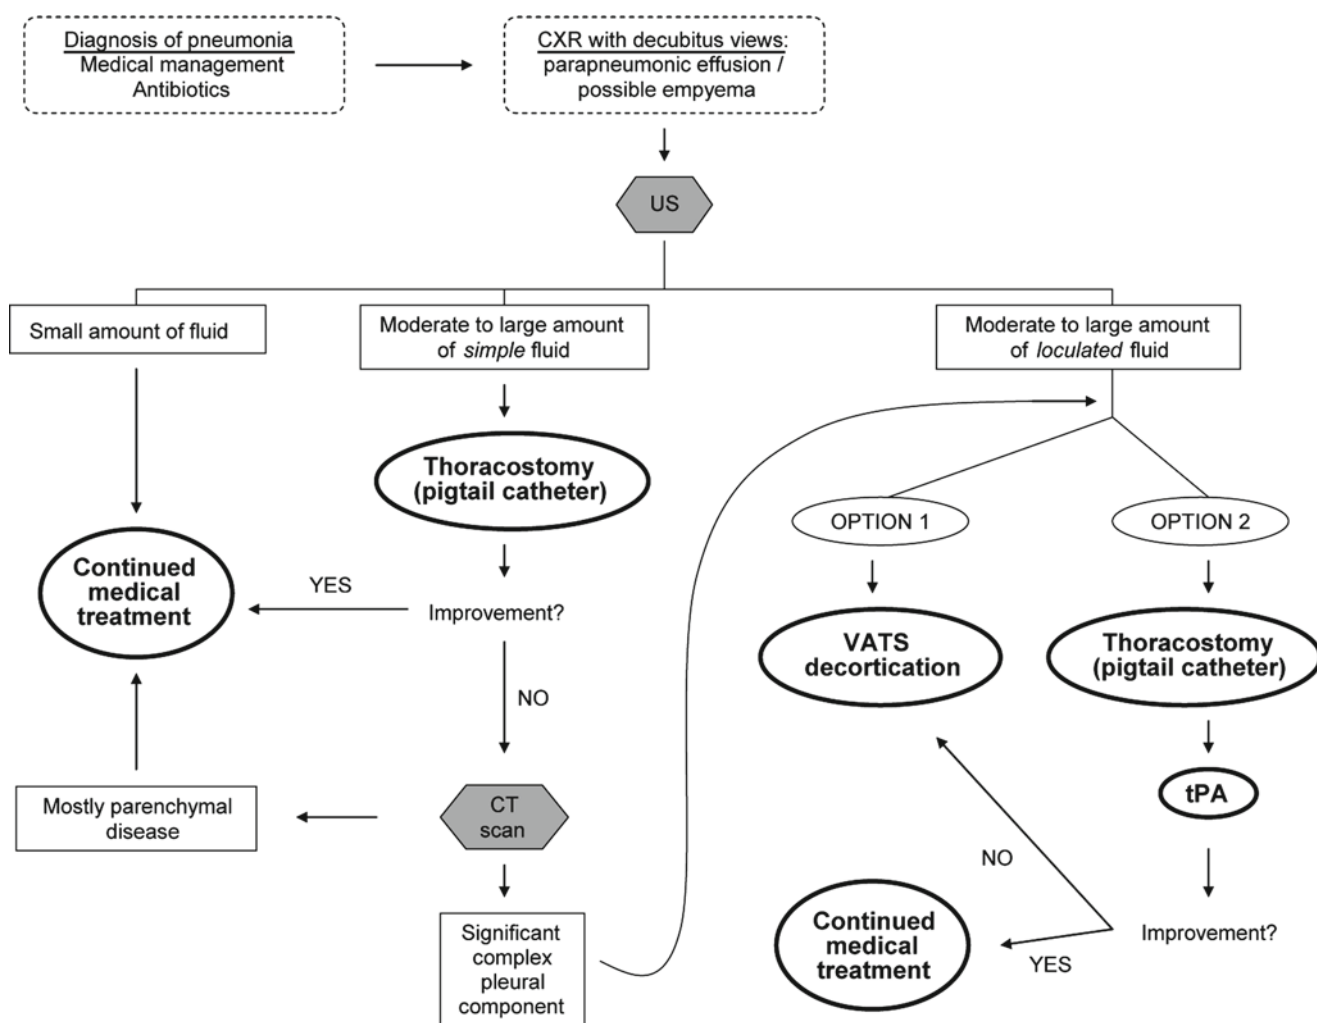 Diagnosis of pneumonia
Medical management
Antibiotics
CXR with decubitus views:
parapneumonic effusion /
possible empyema
US
Small amount of fluid
Moderate to large amount
of simple fluid
Moderate to large amount
of loculated fluid
Thoracostomy
(pigtail catheter)
OPTION 1
OPTION 2
Continued
medical
treatment
YES
Improvement?
VATS
decortication
Thoracostomy
(pigtail catheter)
NO
tPA
Mostly parenchymal
disease
CT
scan
NO
Significant
complex
pleural
component
Continued
medical
treatment
YES
Improvement?